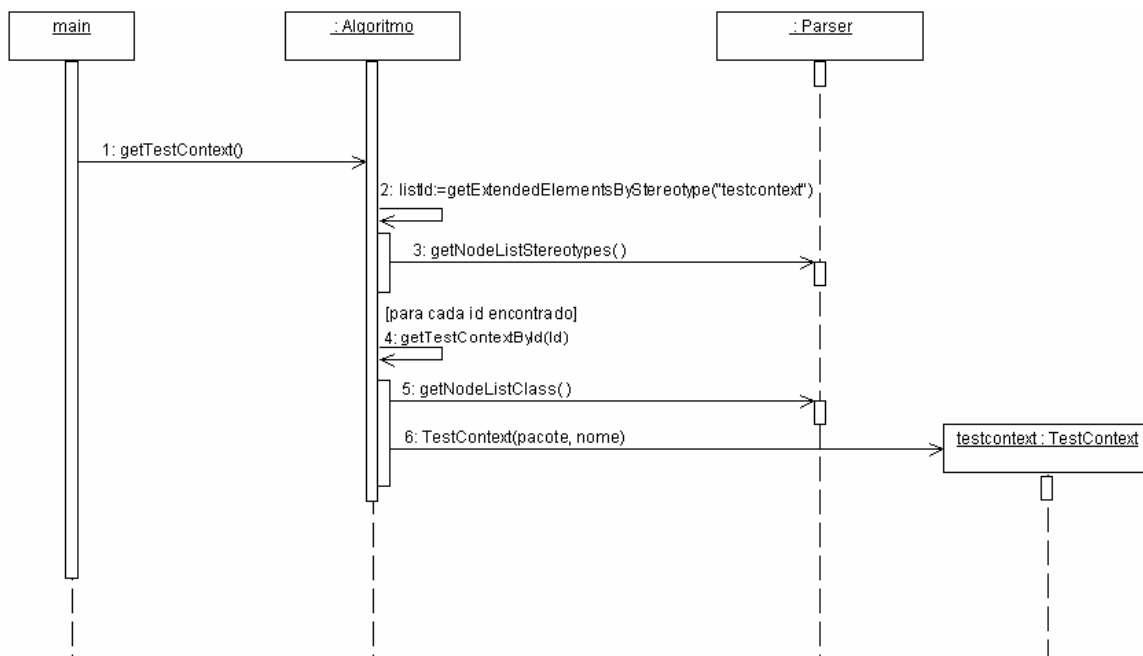 main
: Algoritmo
: Parser
1: getTestContext()
2: listId:=getExtendedElementsByStereotype("testcontext")
3: getNodeListStereotypes()
[para cada id encontrado]
4: getTestContextById(Id)
5: getNodeListClass()
6: TestContext(pacote, nome)
testcontext : TestContext